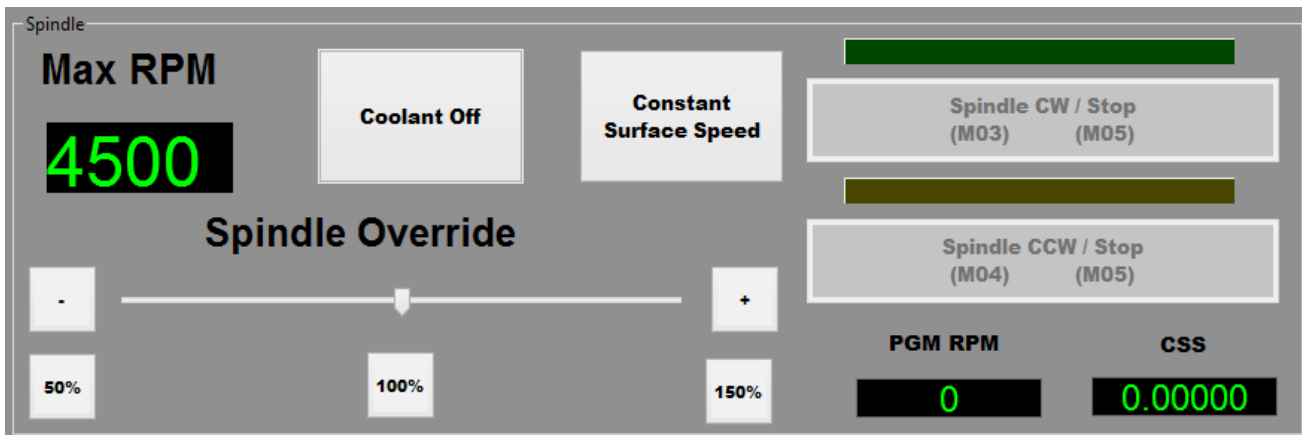 Spindle
Max RPM
4500
Coolant Off
Constant
Surface Speed
Spindle CW / Stop
(M03) (M05)
Spindle Override
Spindle CCW / Stop
(M04) (M05)
-
+
50%
100%
150%
PGM RPM
CSS
0
0.00000